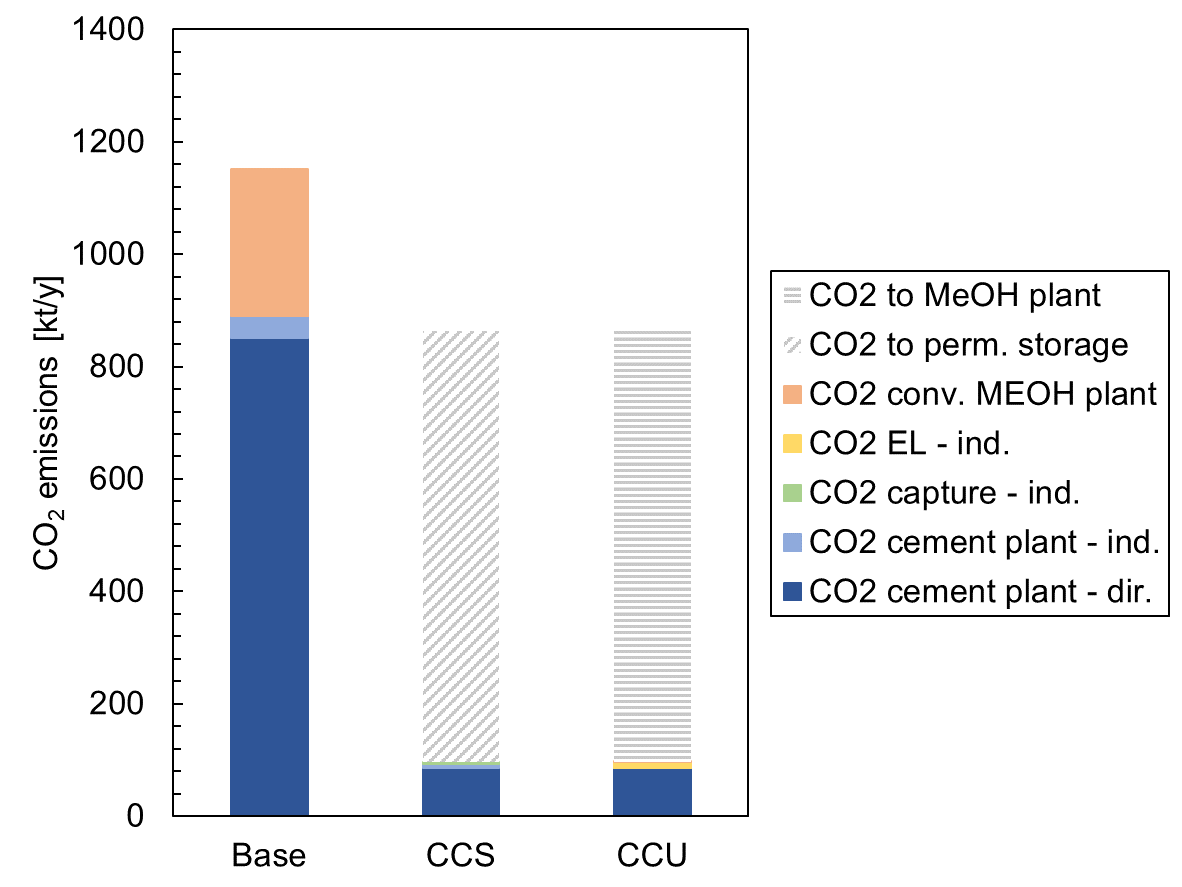 1400
1200
1000
800
600
400
200
0
CO2 emissions [kt/y]
Base
CCS
CCU
CO2 to MeOH plant
CO2 to perm. storage
CO2 conv. MEOH plant
CO2 EL - ind.
CO2 capture - ind.
CO2 cement plant - ind.
CO2 cement plant - dir.